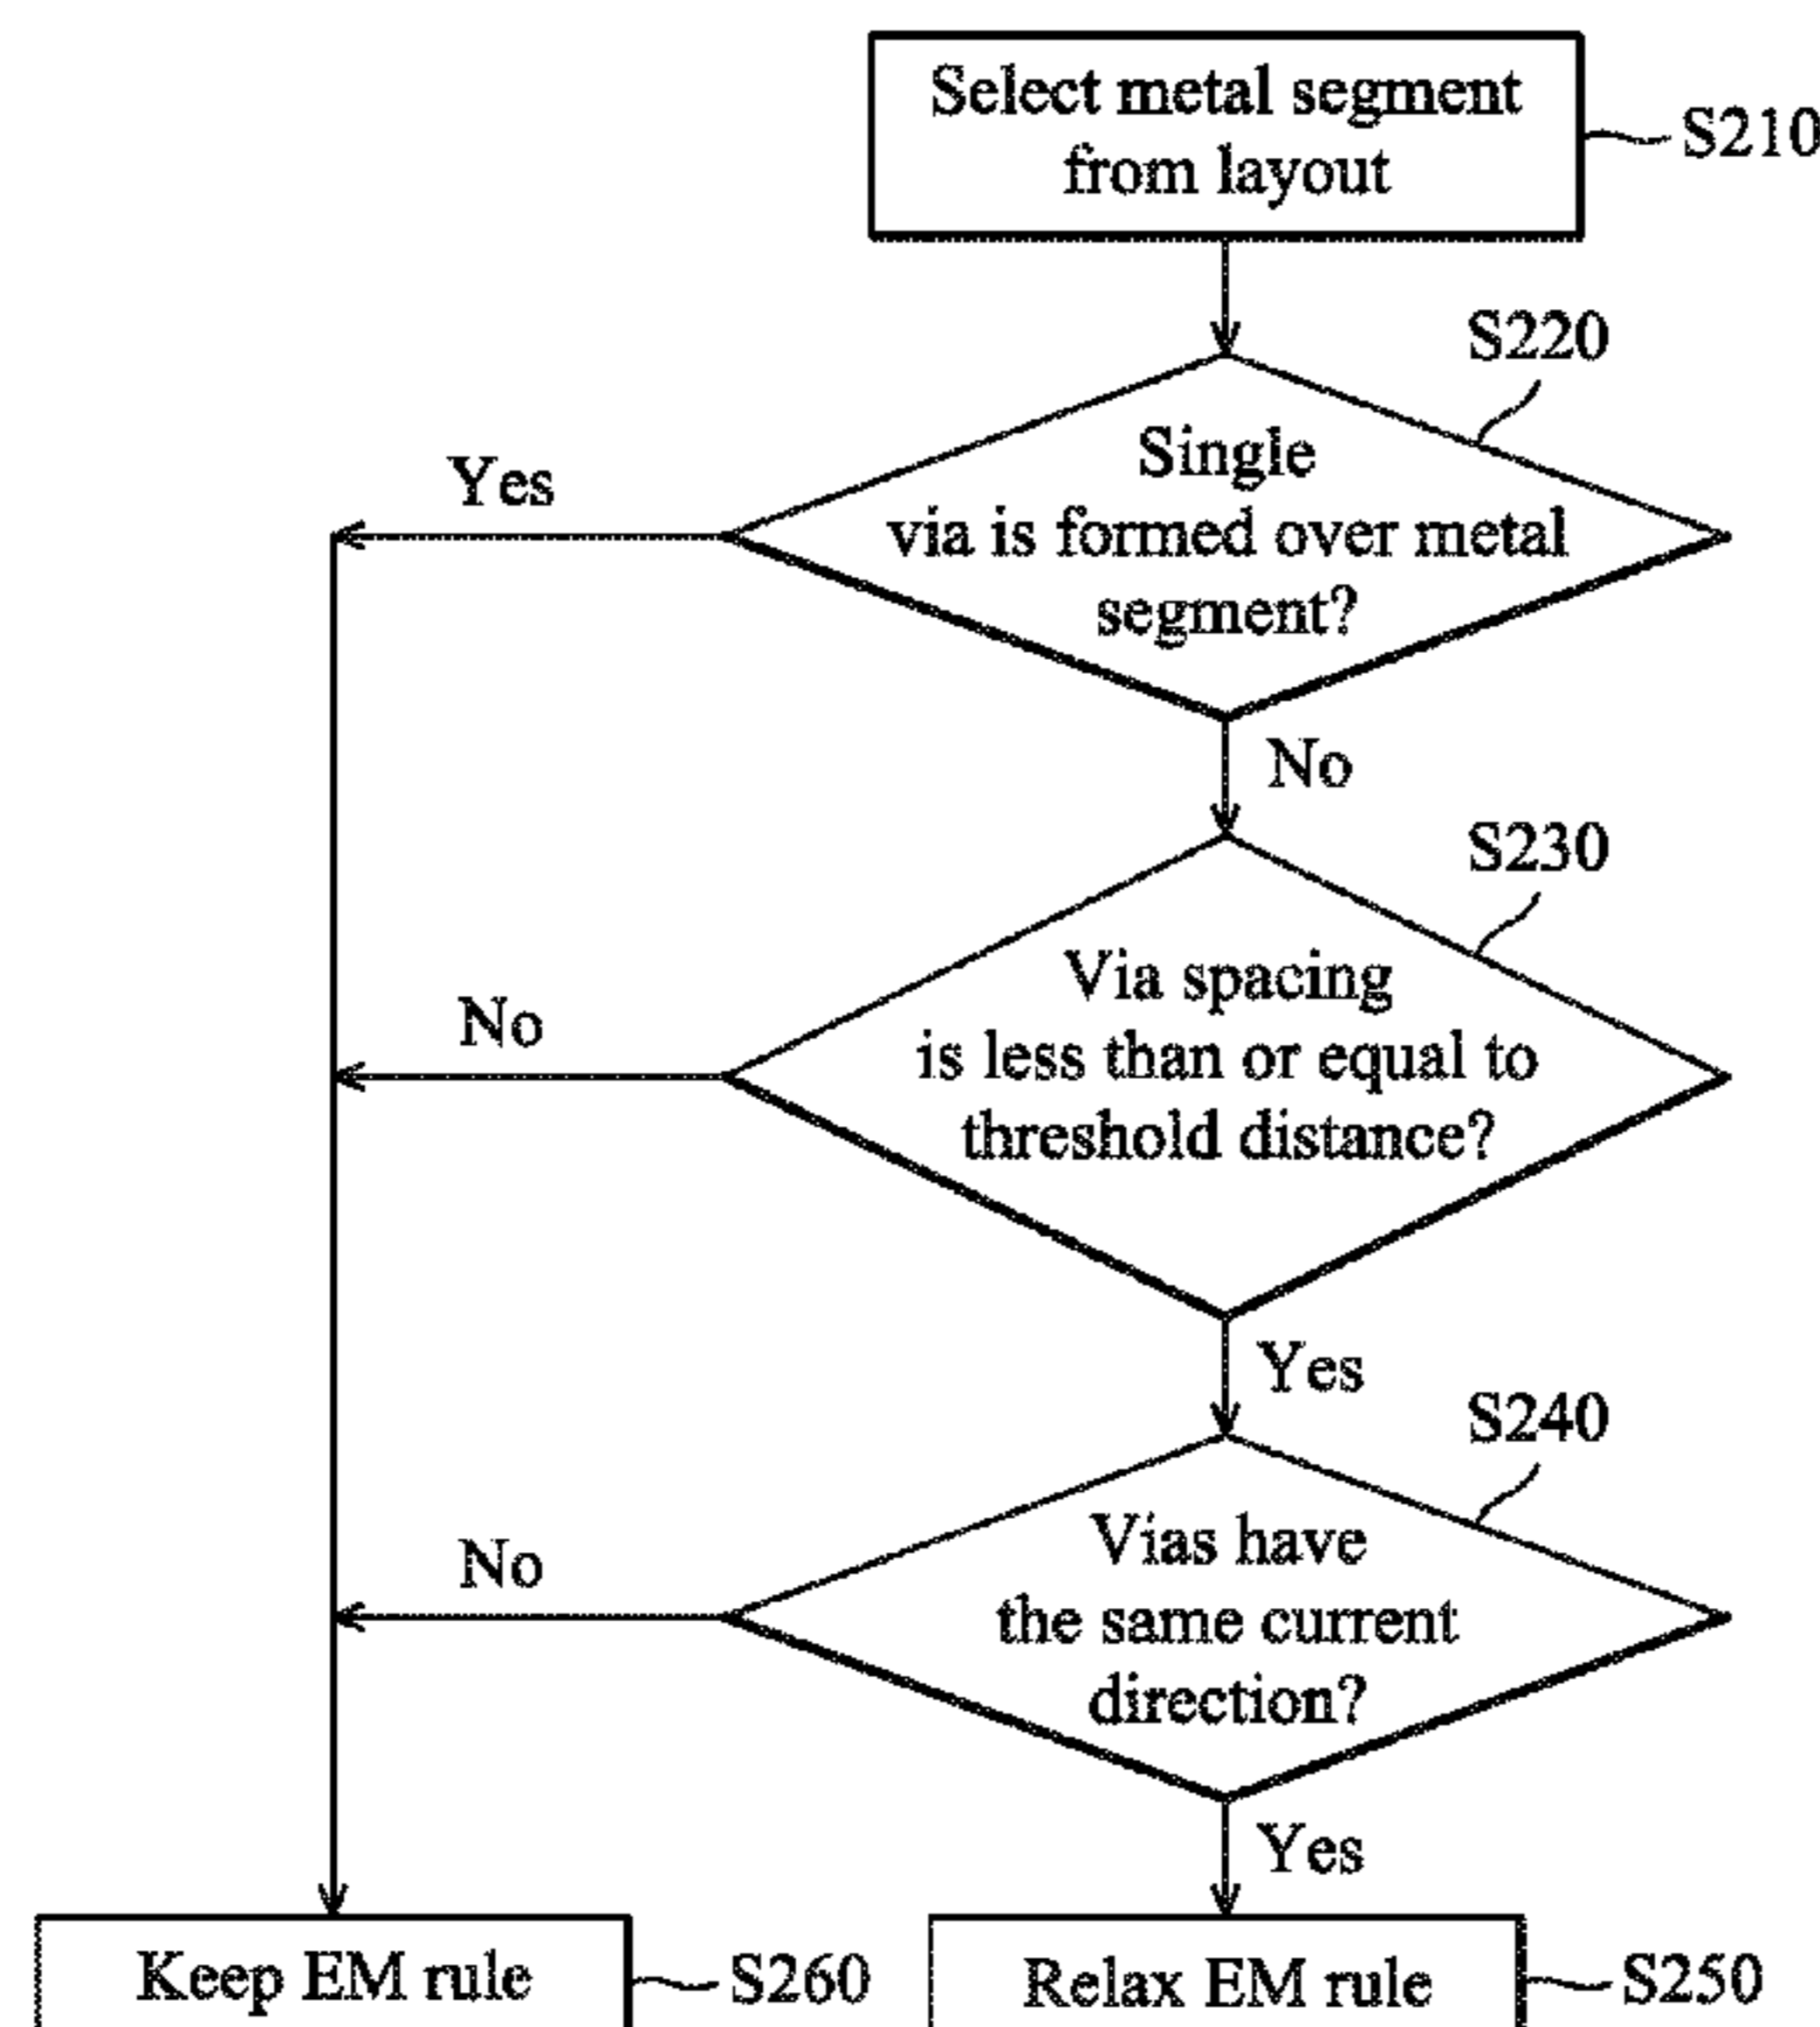 Select metal segment
from layout
S210
S220
Single
via is formed over metal
segment?
Yes
No
S230
Via spacing
is less than or equal to
threshold distance?
No
Yes
S240
Vias have
the same current
direction?
No
Yes
Keep EM rule
S260
Relax EM rule
S250